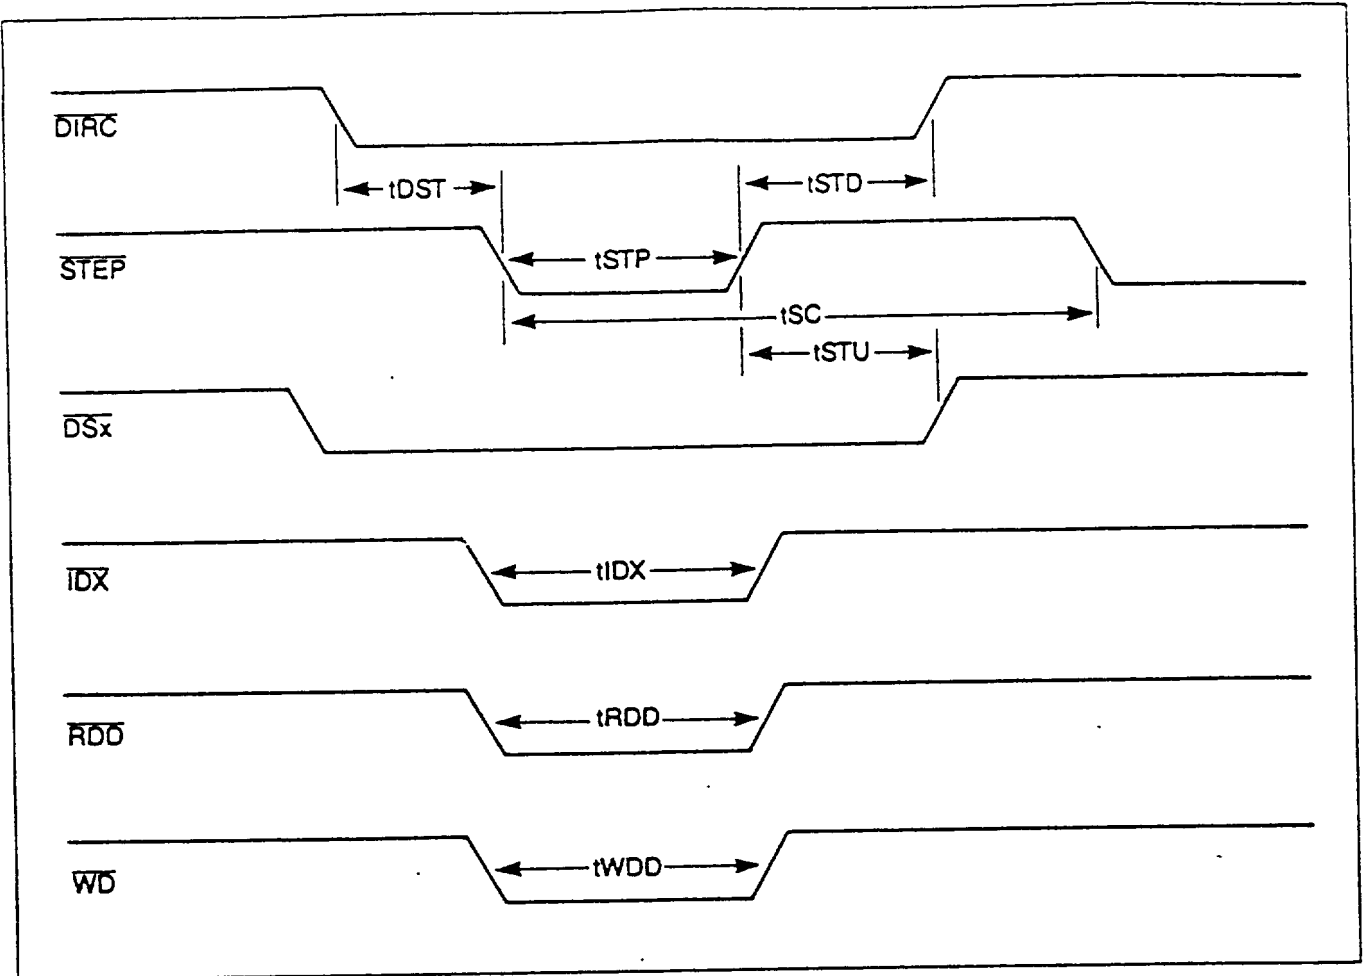 DIRC
tDST
tSTD
STEP
tSTP
tSC
tSTU
DSx
IDX
tIDX
RDD
tRDD
WD
tWDD